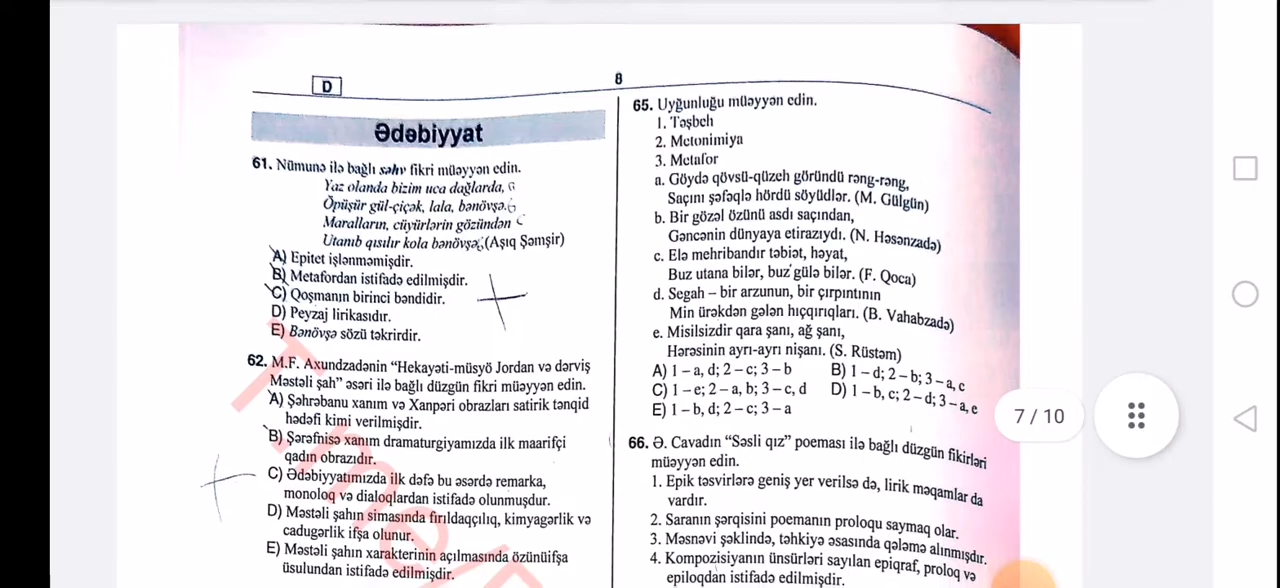 D
8
Ədəbiyyat
61. Nümunə ilə bağlı səhv fikri müəyyən edin.
Yaz olanda bizim uca dağlarda,
Öpüşür gül-çiçək, lala, bənövşə.
Maralların, cüyürlərin gözündən
Utanıb qısılır kola bənövşə. (Aşıq Şəmşir)
A) Epitet işlənməmişdir.
B) Metafordan istifadə edilmişdir.
C) Qoşmanın birinci bəndidir.
D) Peyzaj lirikasıdır.
E) Bənövşə sözü təkrirdir.
62. M.F. Axundzadənin “Hekayəti-müsyö Jordan və dərviş
Məstəli şah” əsəri ilə bağlı düzgün fikri müəyyən edin.
A) Şəhrəbanu xanım və Xanpəri obrazları satirik tənqid
hədəfi kimi verilmişdir.
B) Şərəfnisə xanım dramaturgiyamızda ilk maarifçi
qadın obrazıdır.
C) Ədəbiyyatımızda ilk dəfə bu əsərdə remarka,
monoloq və dialoqlardan istifadə olunmuşdur.
D) Məstəli şahın simasında fırıldaqçılıq, kimyagərlik və
cadugərlik ifşa olunur.
E) Məstəli şahın xarakterinin açılmasında özünüifşa
üsulundan istifadə edilmişdir.
65. Uyğunluğu müəyyən edin.
1. Təşbeh
2. Metonimiya
3. Metafor
a. Göydə qövsü-qüzeh göründü rəng-rəng,
Saçını şəfəqlə hördü söyüdlər. (M. Gülgün)
b. Bir gözəl özünü asdı saçından,
Gəncənin dünyaya etirazıydı. (N. Həsənzadə)
c. Elə mehribandır təbiət, həyat,
Buz utana bilər, buz gülə bilər. (F. Qoca)
d. Segah – bir arzunun, bir çırpıntının
Min ürəkdən gələn hıçqırıqları. (B. Vahabzadə)
e. Misilsizdir qara şanı, ağ şanı,
Hərəsinin ayrı-ayrı nişanı. (S. Rüstəm)
A) 1 – a, d; 2 – c; 3 – b B) 1 – d; 2 – b; 3 – a, c
C) 1 – e; 2 – a, b; 3 – c, d D) 1 – b, c; 2 – d; 3 – a, e
E) 1 – b, d; 2 – c; 3 – a
66. Ə. Cavadın “Səsli qız” poeması ilə bağlı düzgün fikirləri
müəyyən edin.
1. Epik təsvirlərə geniş yer verilsə də, lirik məqamlar da
vardır.
2. Saranın şərqisini poemanın proloqu saymaq olar.
3. Məsnəvi şəklində, təhkiyə əsasında qələmə alınmışdır.
4. Kompozisiyanın ünsürləri sayılan epiqraf, proloq və
epiloqdan istifadə edilmişdir.
7 / 10